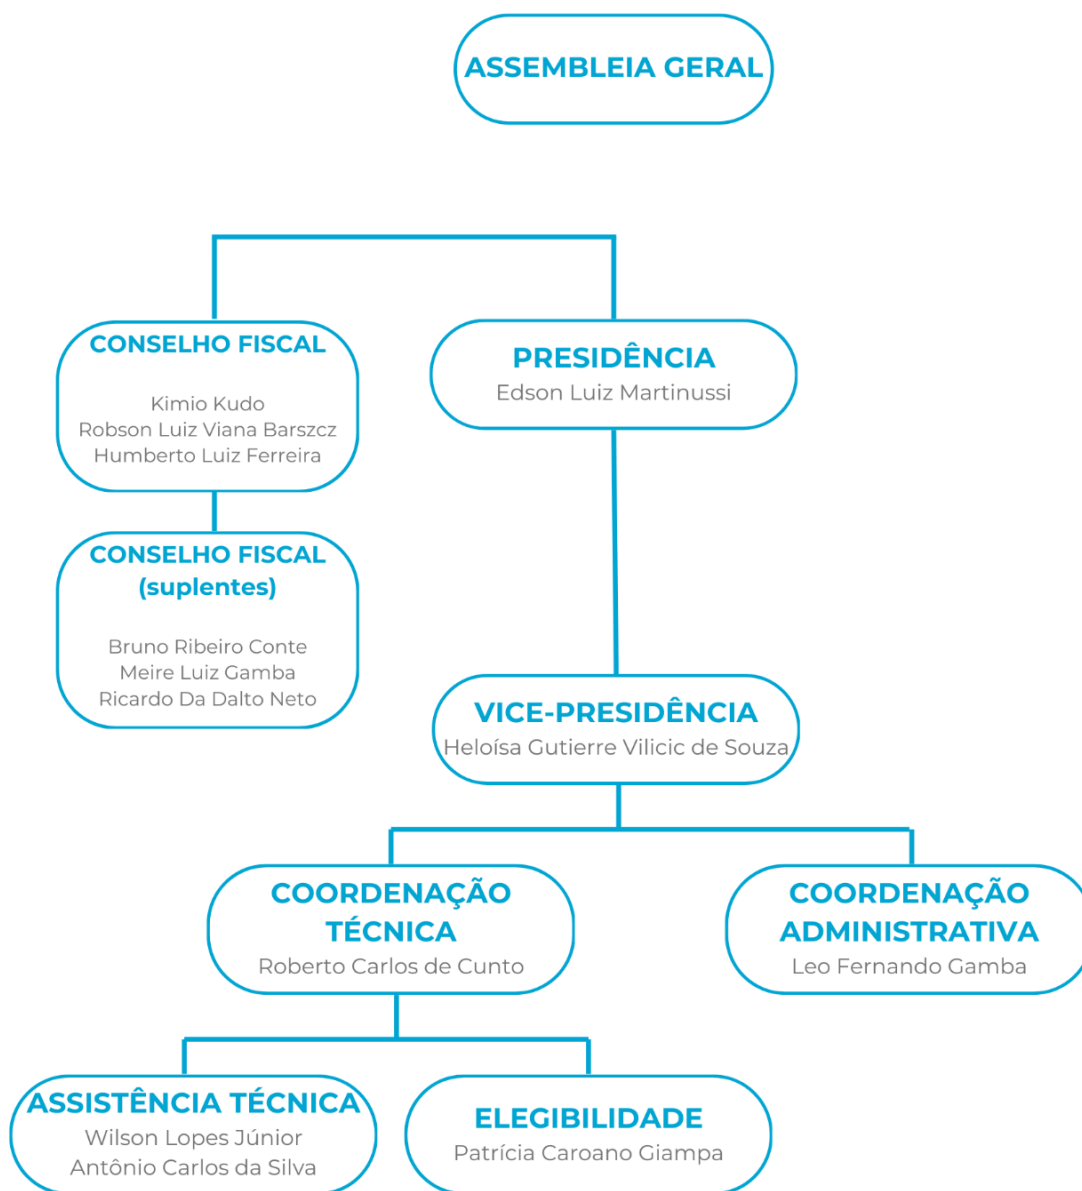 ASSEMBLEIA GERAL
CONSELHO FISCAL
Kimio Kudo
Robson Luiz Viana Barszcz
Humberto Luiz Ferreira
PRESIDÊNCIA
Edson Luiz Martinussi
CONSELHO FISCAL
(suplentes)
Bruno Ribeiro Conte
Meire Luiz Gamba
Ricardo Da Dalto Neto
VICE-PRESIDÊNCIA
Heloísa Gutierre Vilicic de Souza
COORDENAÇÃO
TÉCNICA
Roberto Carlos de Cunto
COORDENAÇÃO
ADMINISTRATIVA
Leo Fernando Gamba
ASSISTÊNCIA TÉCNICA
Wilson Lopes Júnior
Antônio Carlos da Silva
ELEGIBILIDADE
Patrícia Caroano Giampa